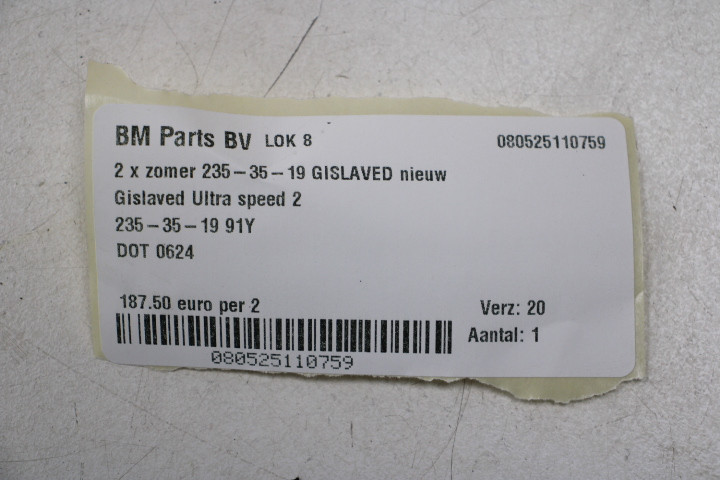 BM Parts BV LOK 8 080525110759
2 x zomer 235-35-19 GISLAVED nieuw
Gislaved Ultra speed 2
235-35-19 91Y
DOT 0624
187.50 euro per 2 Verz: 20
Aantal: 1
080525110759